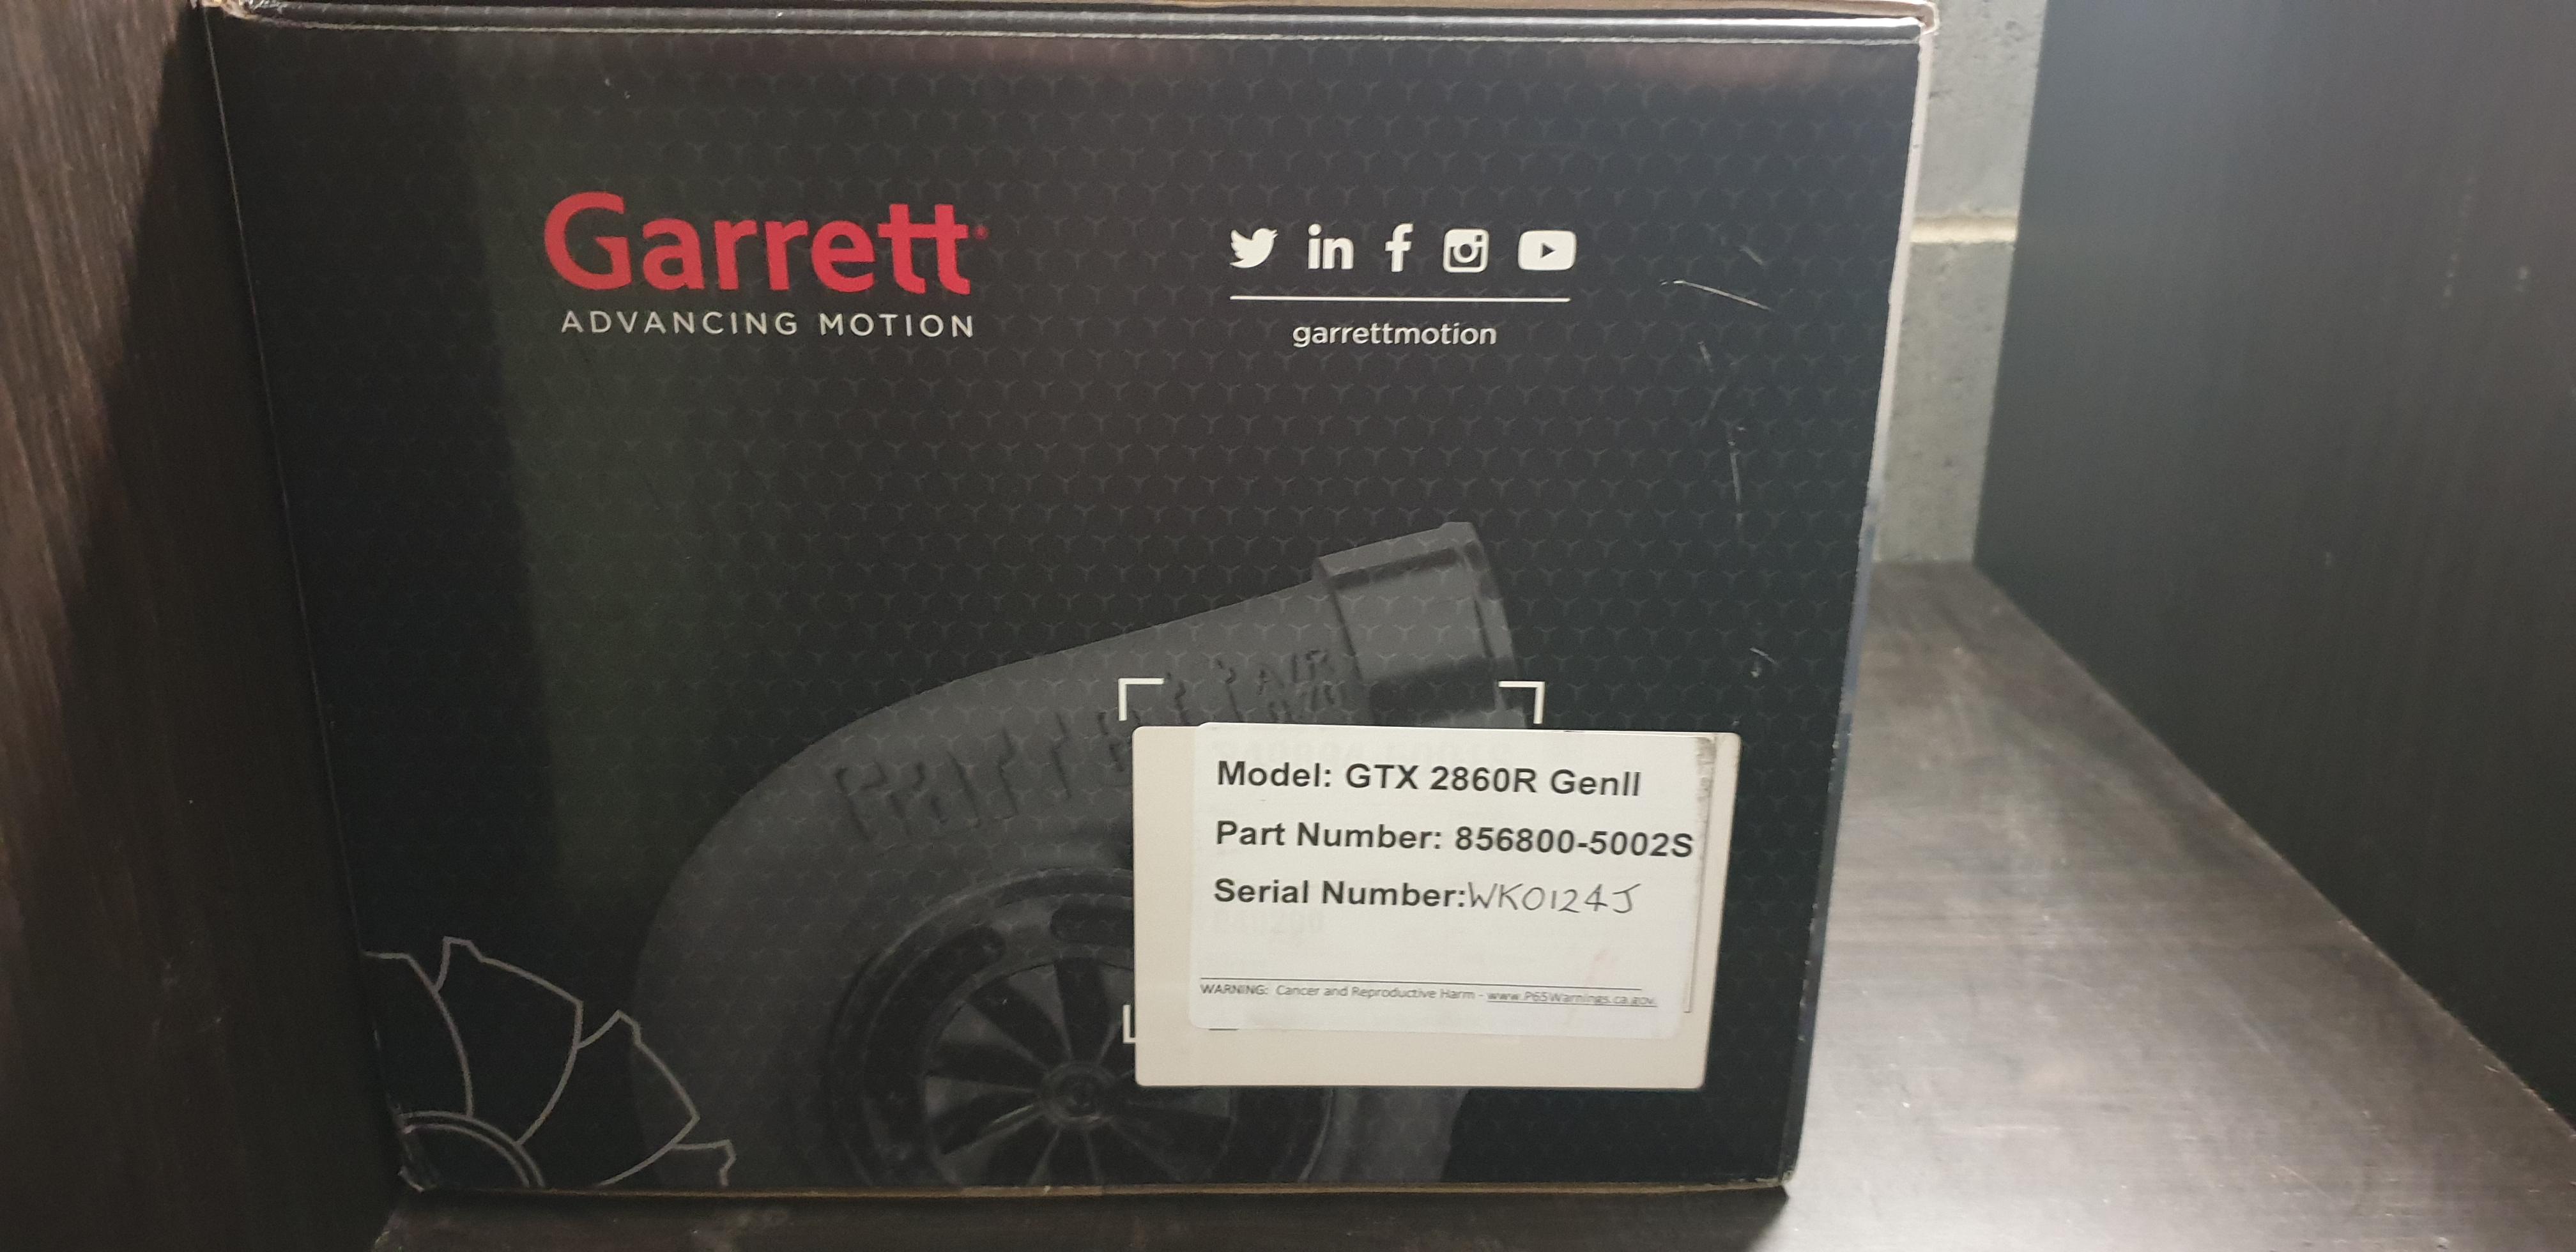 Garrett
ADVANCING MOTION
in f
garrettmotion
Model: GTX 2860R GenII
Part Number: 856800-5002S
Serial Number:WK0124J
WARNING: Cancer and Reproductive Harm - www.P65Warnings.ca.gov